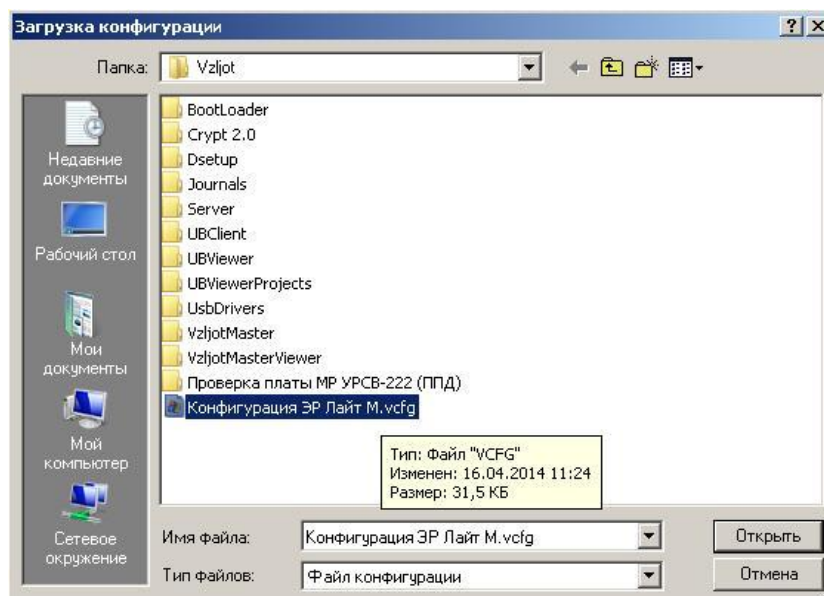 Загрузка конфигурации
Папка: Vzljot
Недавние
документы
Рабочий стол
Мои
документы
Мой
компьютер
Сетевое
окружение
BootLoader
Crypt 2.0
Dsetup
Journals
Server
UBClient
UBViewer
UBViewerProjects
UsbDrivers
VzljotMaster
VzljotMasterViewer
Проверка платы МР УРСВ-222 (ППД)
Конфигурация ЭР Лайт М.vcfg
Тип: Файл "VCFG"
Изменен: 16.04.2014 11:24
Размер: 31,5 КБ
Имя файла: Конфигурация ЭР Лайт М.vcfg Открыть
Тип файлов: Файл конфигурации Отмена